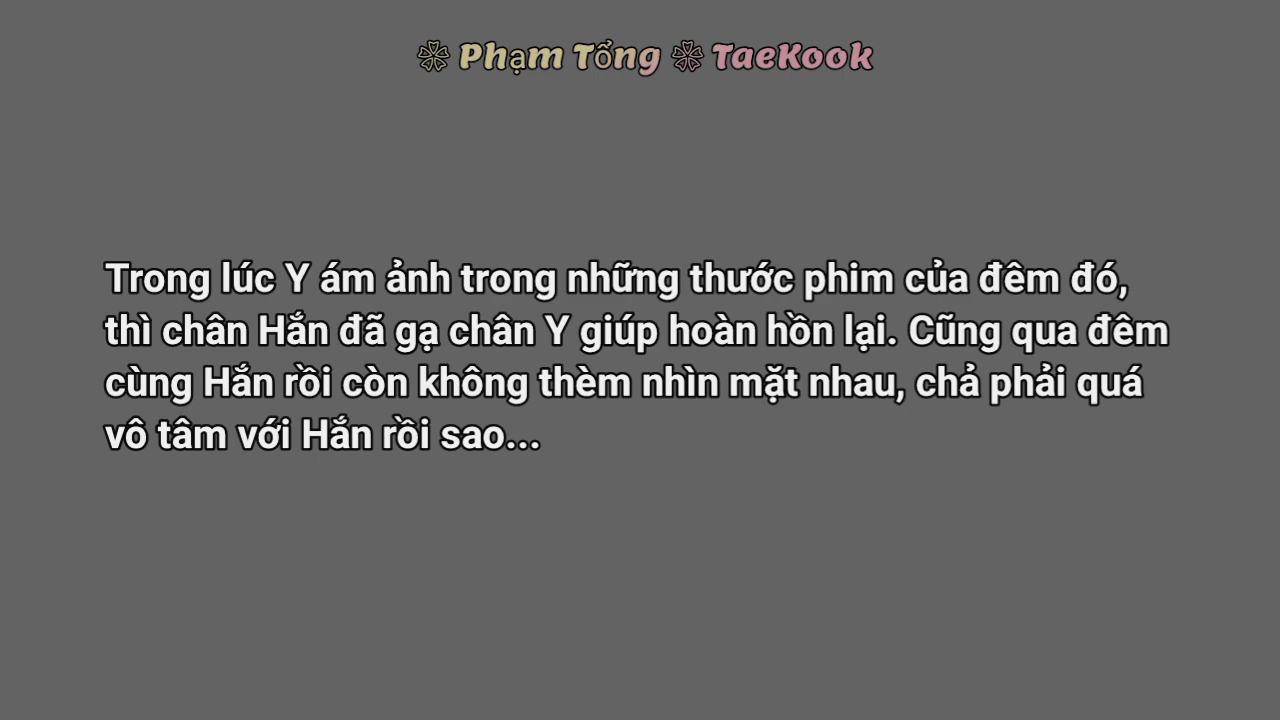 ❊ Phạm Tổng ❊ TaeKook
Trong lúc Y ám ảnh trong những thước phim của đêm đó,
thì chân Hắn đã gạ chân Y giúp hoàn hồn lại. Cũng qua đêm
cùng Hắn rồi còn không thèm nhìn mặt nhau, chả phải quá
vô tâm với Hắn rồi sao...